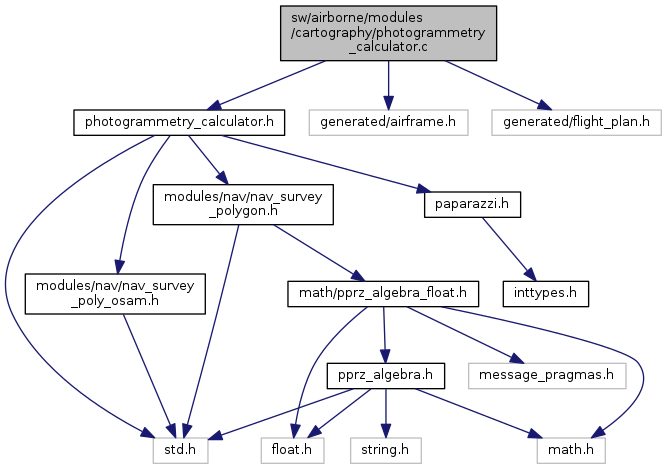 sw/airborne/modules
/cartography/photogrammetry
_calculator.c
photogrammetry_calculator.h
generated/airframe.h
generated/flight_plan.h
modules/nav/nav_survey
_polygon.h
paparazzi.h
modules/nav/nav_survey
_poly_osam.h
math/pprz_algebra_float.h
inttypes.h
pprz_algebra.h
message_pragmas.h
std.h
float.h
string.h
math.h